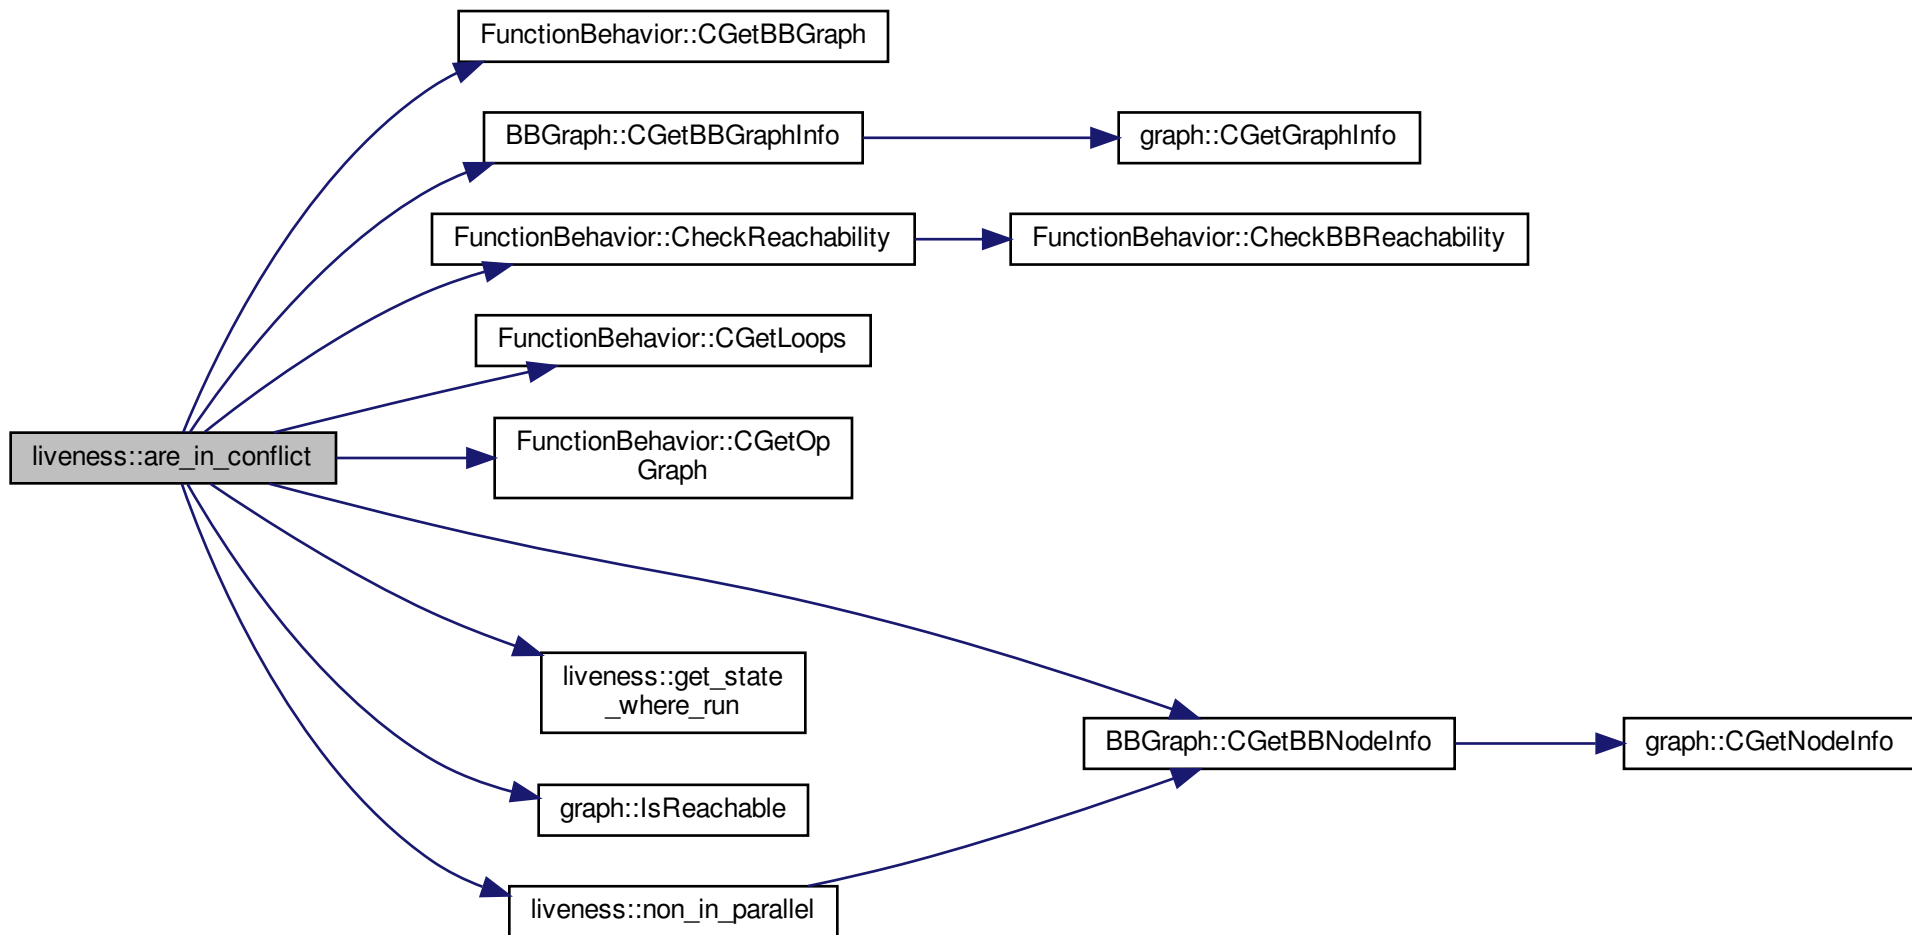 FunctionBehavior::CGetBBGraph
BBGraph::CGetBBGraphInfo
graph::CGetGraphInfo
FunctionBehavior::CheckReachability
FunctionBehavior::CheckBBReachability
FunctionBehavior::CGetLoops
liveness::are_in_conflict
FunctionBehavior::CGetOp
Graph
liveness::get_state
_where_run
BBGraph::CGetBBNodeInfo
graph::CGetNodeInfo
graph::IsReachable
liveness::non_in_parallel